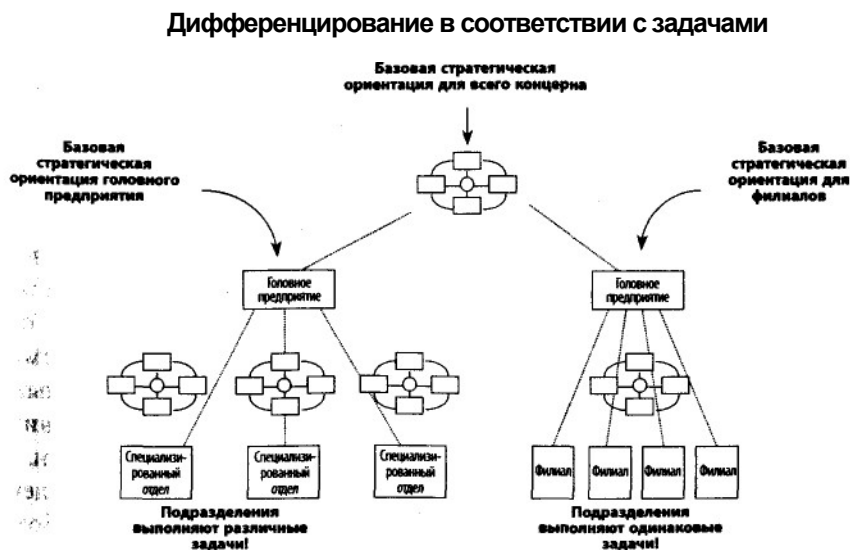 Дифференцирование в соответствии с задачами
Базовая стратегическая
ориентация для всего концерна
Базовая
стратегическая
ориентация головного
предприятия
Базовая
стратегическая
ориентация для
филиалов
Головное
предприятие
Головное
предприятие
Специализи-
рованный
отдел
Специализи-
рованный
отдел
Специализи-
рованный
отдел
Филиал
Филиал
Филиал
Филиал
Подразделения
выполняют различные
задачи!
Подразделения
выполняют одинаковые
задачи!